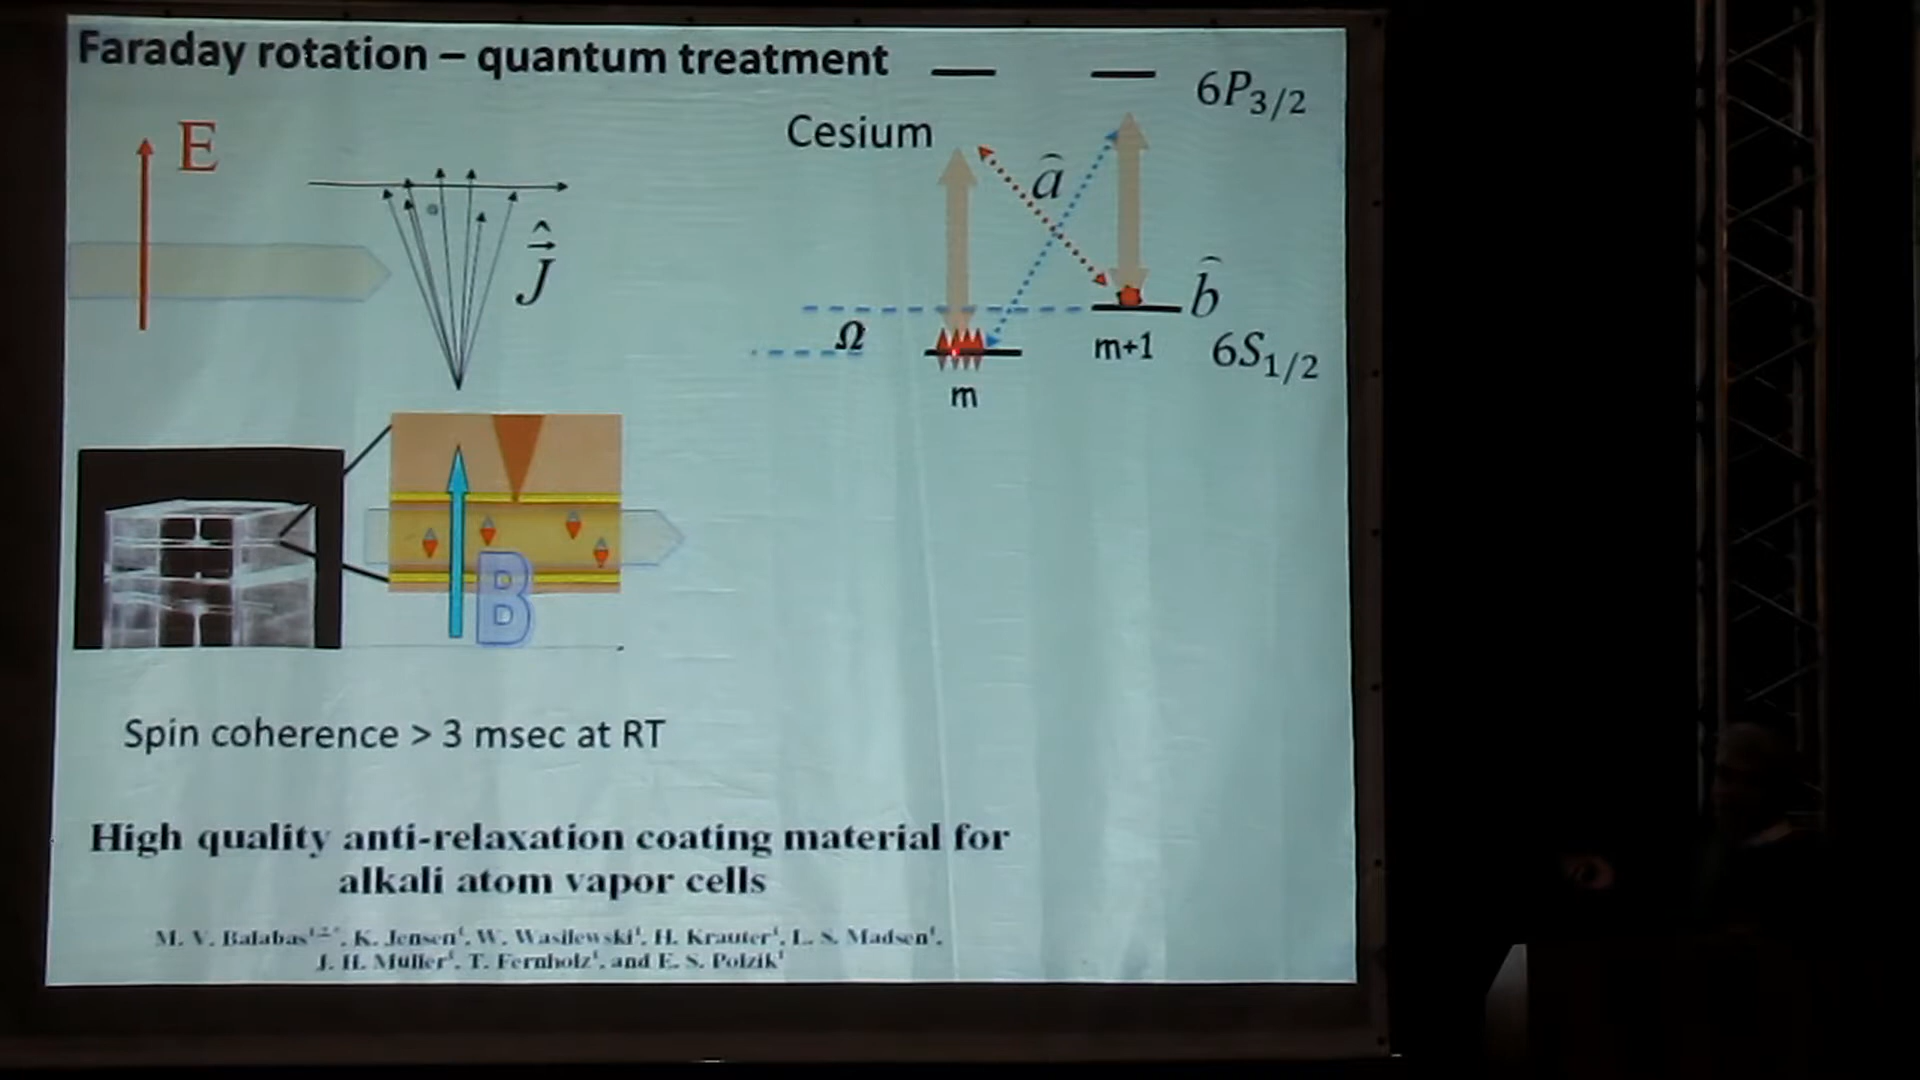 Faraday rotation – quantum treatment
6P3/2
E
Cesium
â
Ĵ
b̂
Ω
m+1
6S1/2
m
B
Spin coherence > 3 msec at RT
High quality anti-relaxation coating material for
alkali atom vapor cells
M. V. Balabas, K. Jensen, W. Wasilewski, H. Krauter, L. S. Madsen,
J. H. Müller, T. Fernholz, and E. S. Polzik